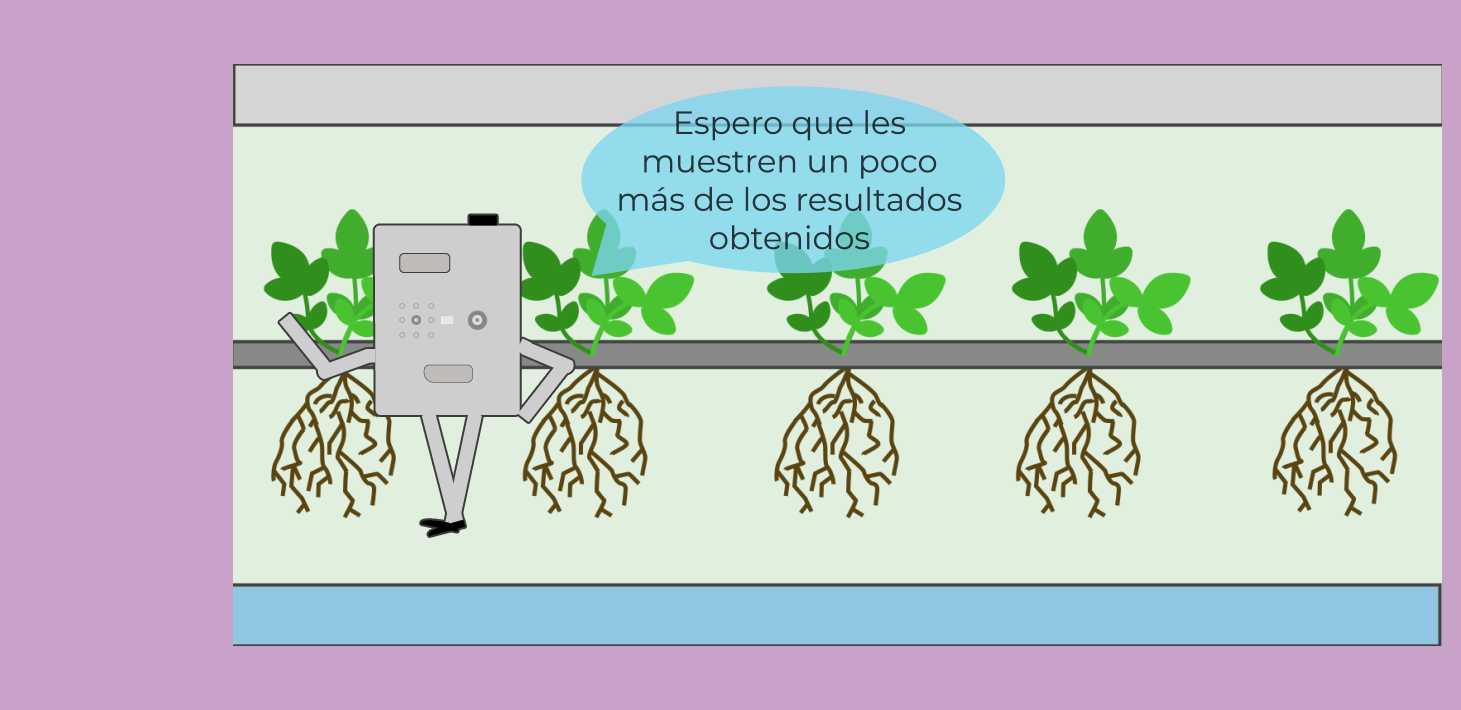 Espero que les
muestren un poco
más de los resultados
obtenidos